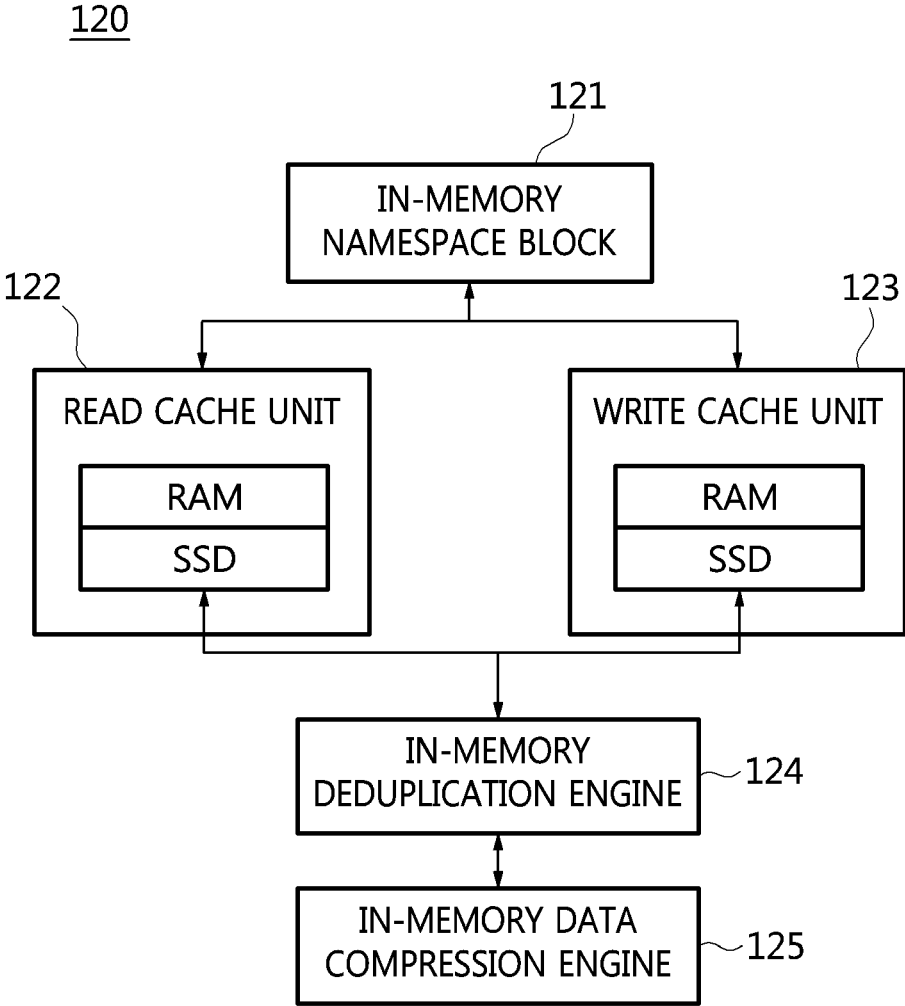 120
121
IN-MEMORY
NAMESPACE BLOCK
122
123
READ CACHE UNIT
WRITE CACHE UNIT
RAM
RAM
SSD
SSD
IN-MEMORY
DEDUPLICATION ENGINE
124
IN-MEMORY DATA
COMPRESSION ENGINE
125